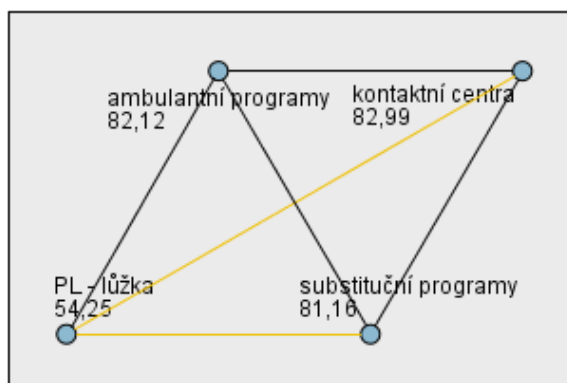 ambulantní programy
82,12
kontaktní centra
82,99
PL - lůžka
54,25
substituční programy
81,16